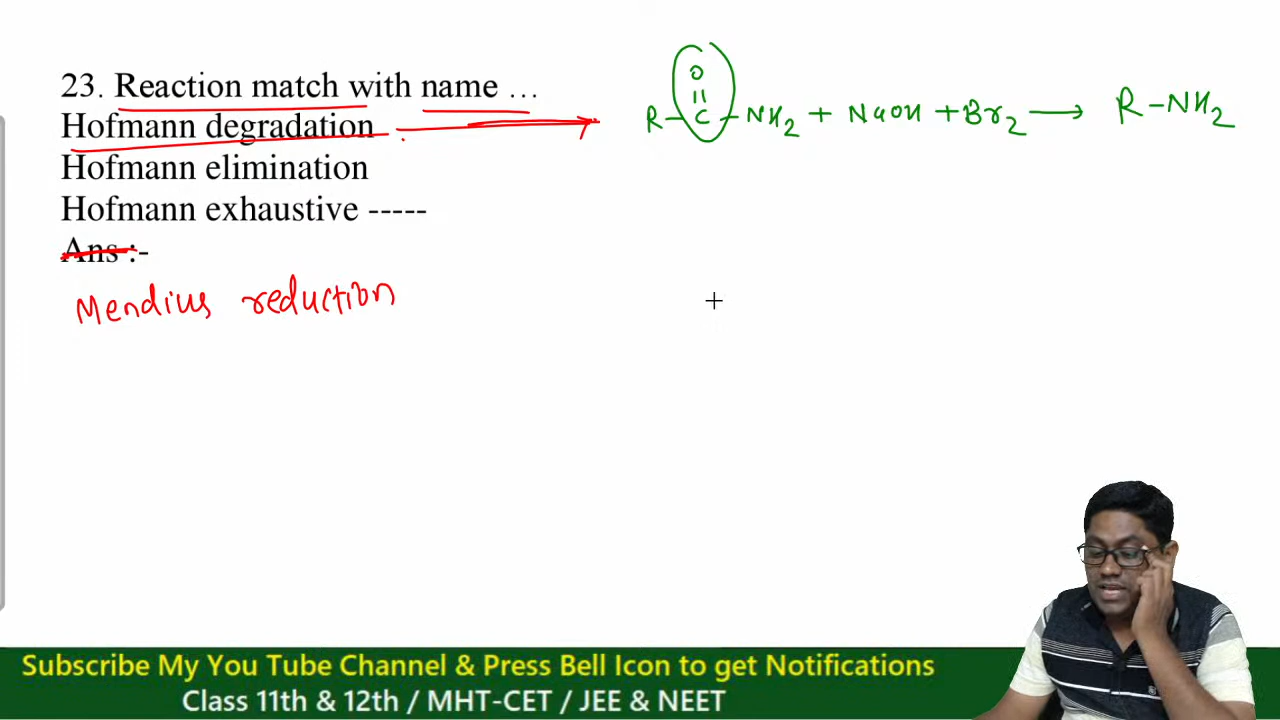 23. Reaction match with name …
Hofmann degradation
Hofmann elimination
Hofmann exhaustive -----
Ans :-
Mendius reduction
O
R-C-NH2 + NaOH + Br2 → R-NH2
Subscribe My You Tube Channel & Press Bell Icon to get Notifications
Class 11th & 12th / MHT-CET / JEE & NEET